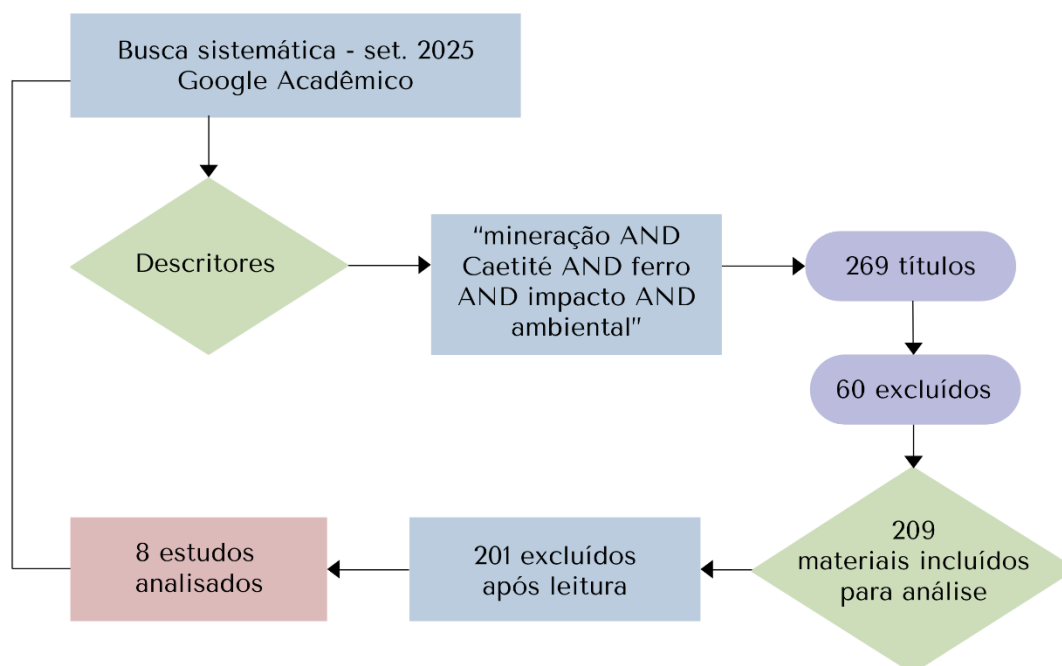 Busca sistemática - set. 2025
Google Acadêmico
Descritores
“mineração AND
Caetité AND ferro
AND impacto AND
ambiental”
269 títulos
60 excluídos
209
materiais incluídos
para análise
201 excluídos
após leitura
8 estudos
analisados